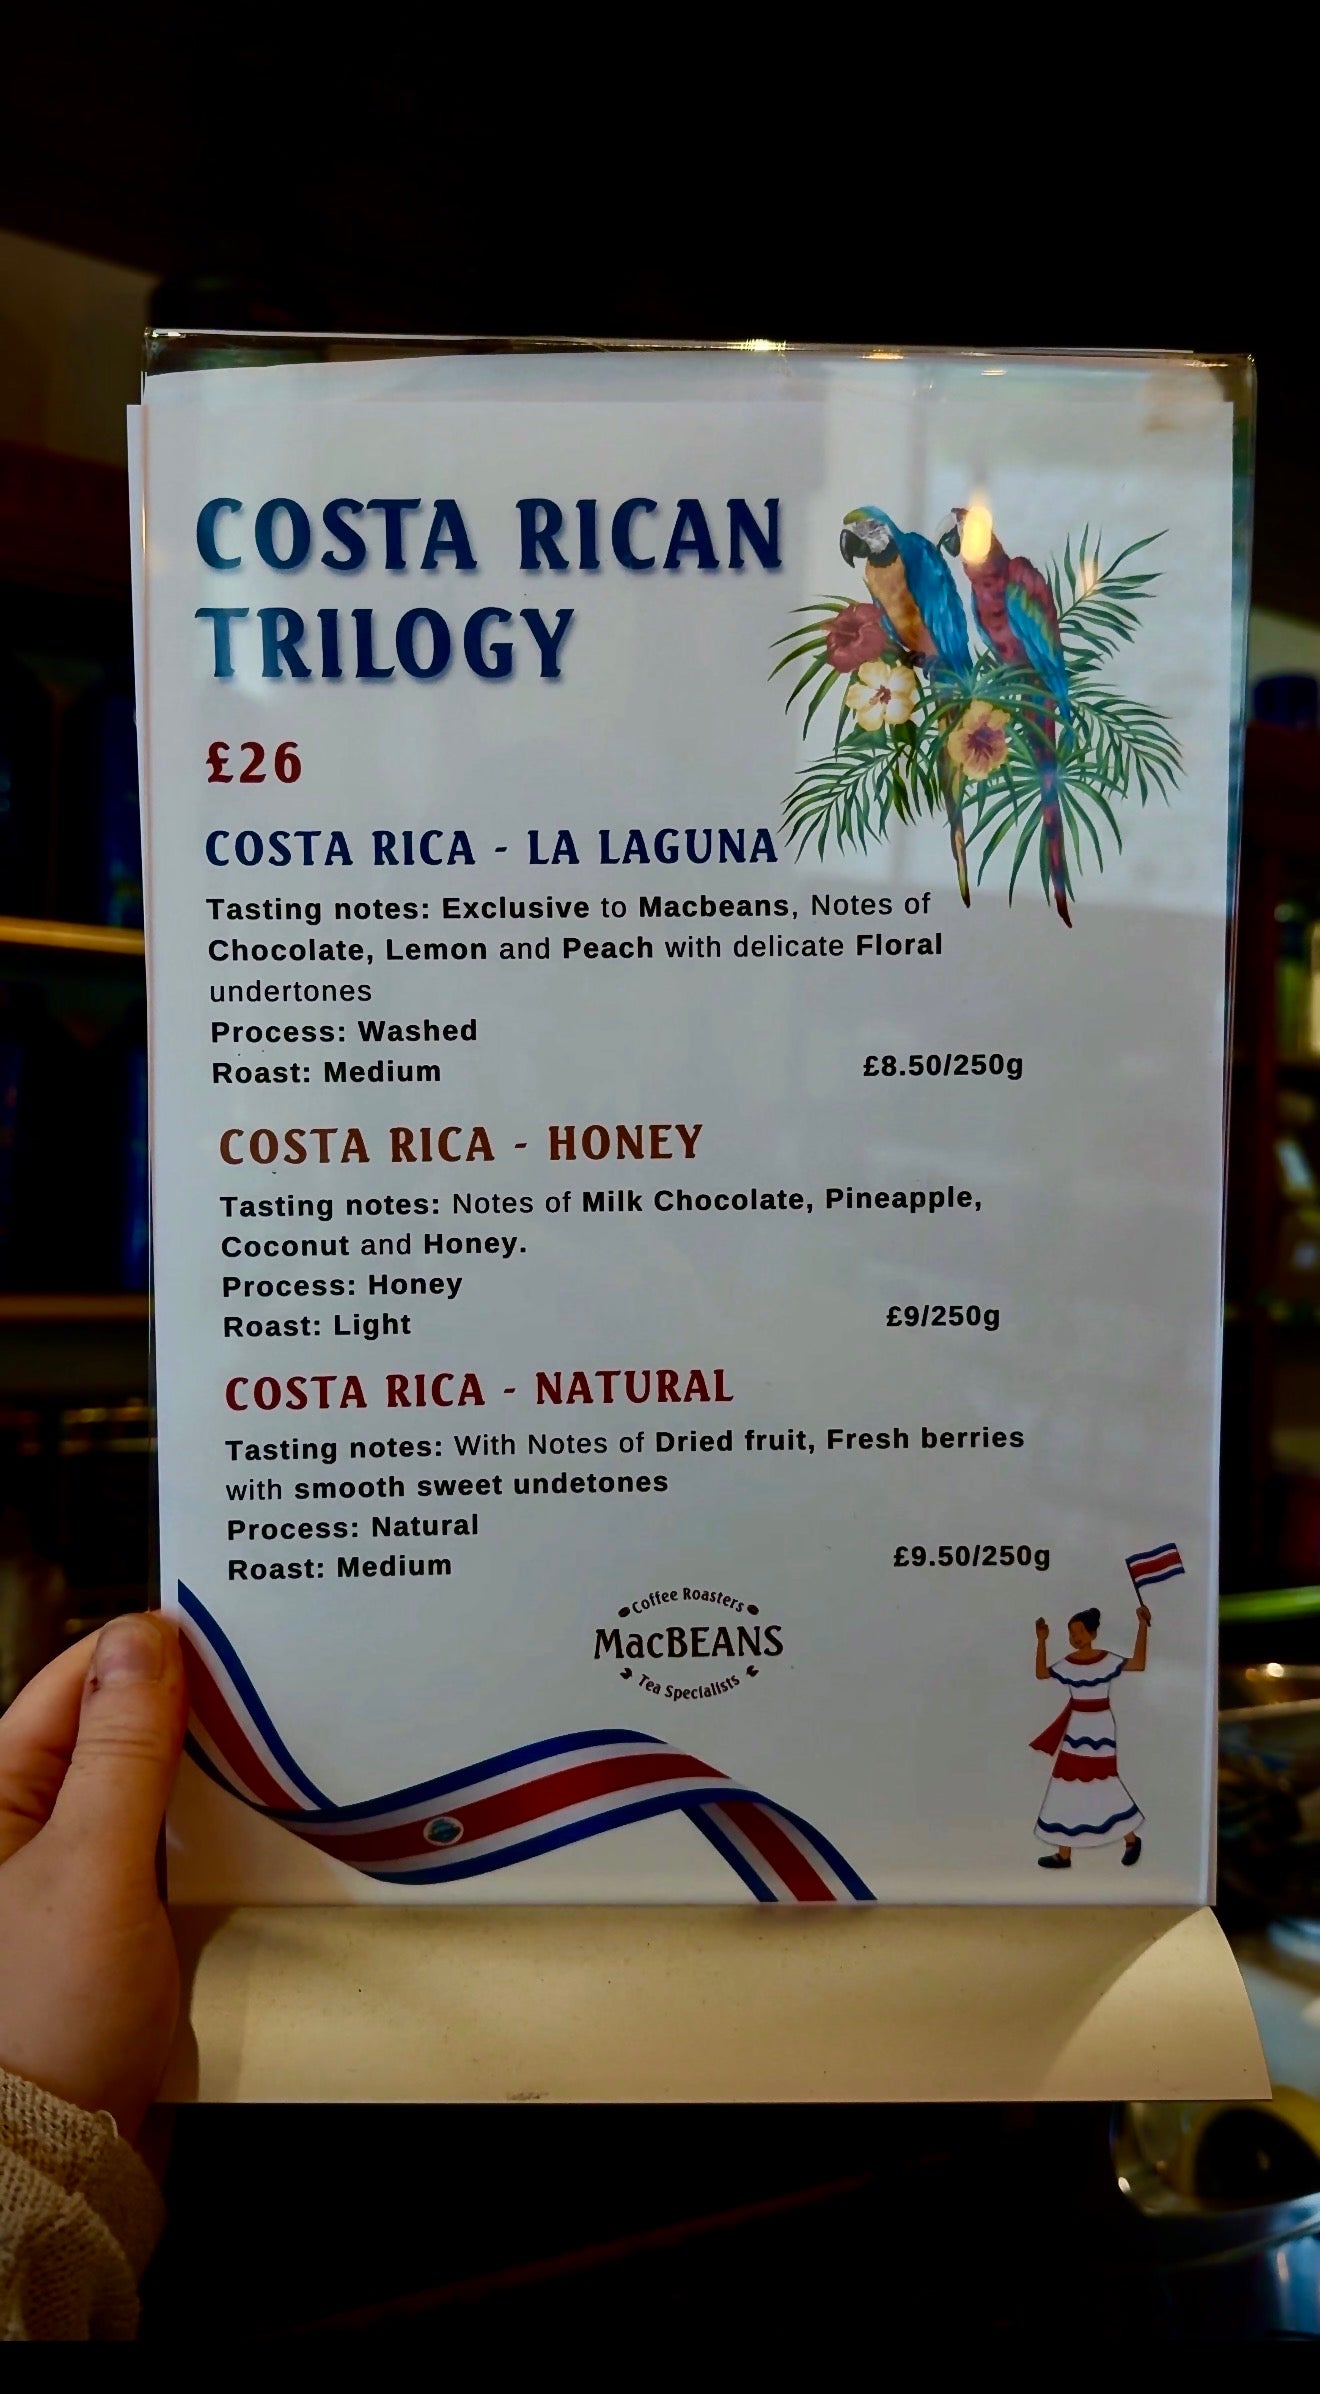 COSTA RICAN
TRILOGY
£26
COSTA RICA - LA LAGUNA
Tasting notes: Exclusive to Macbeans, Notes of
Chocolate, Lemon and Peach with delicate Floral
undertones
Process: Washed
Roast: Medium
£8.50/250g
COSTA RICA - HONEY
Tasting notes: Notes of Milk Chocolate, Pineapple,
Coconut and Honey.
Process: Honey
Roast: Light
£9/250g
COSTA RICA - NATURAL
Tasting notes: With Notes of Dried fruit, Fresh berries
with smooth sweet undetones
Process: Natural
Roast: Medium
£9.50/250g
Coffee Roasters
MacBEANS
Tea Specialists